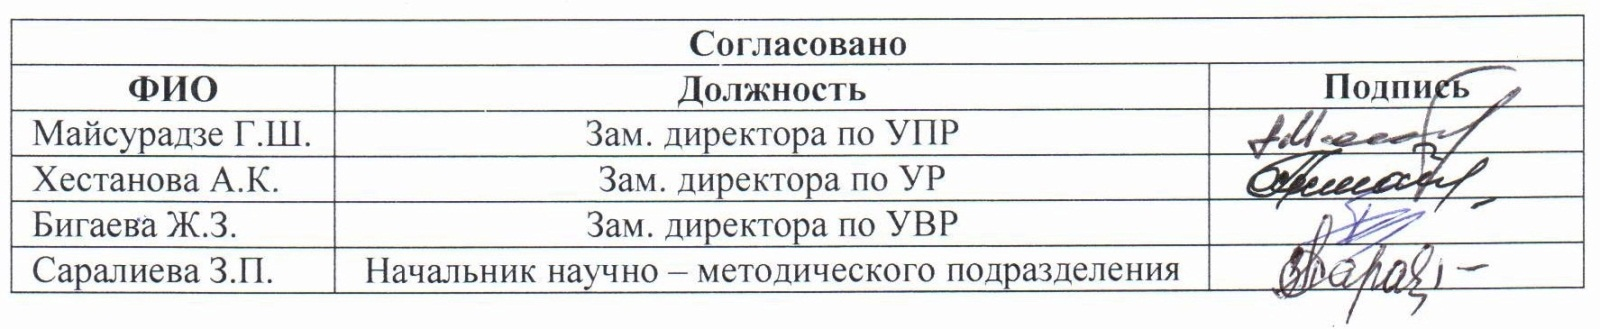 Согласовано
ФИО Должность Подпись
Майсурадзе Г.Ш. Зам. директора по УПР
Хестанова А.К. Зам. директора по УР
Бигаева Ж.З. Зам. директора по УВР
Саралиева З.П. Начальник научно – методического подразделения